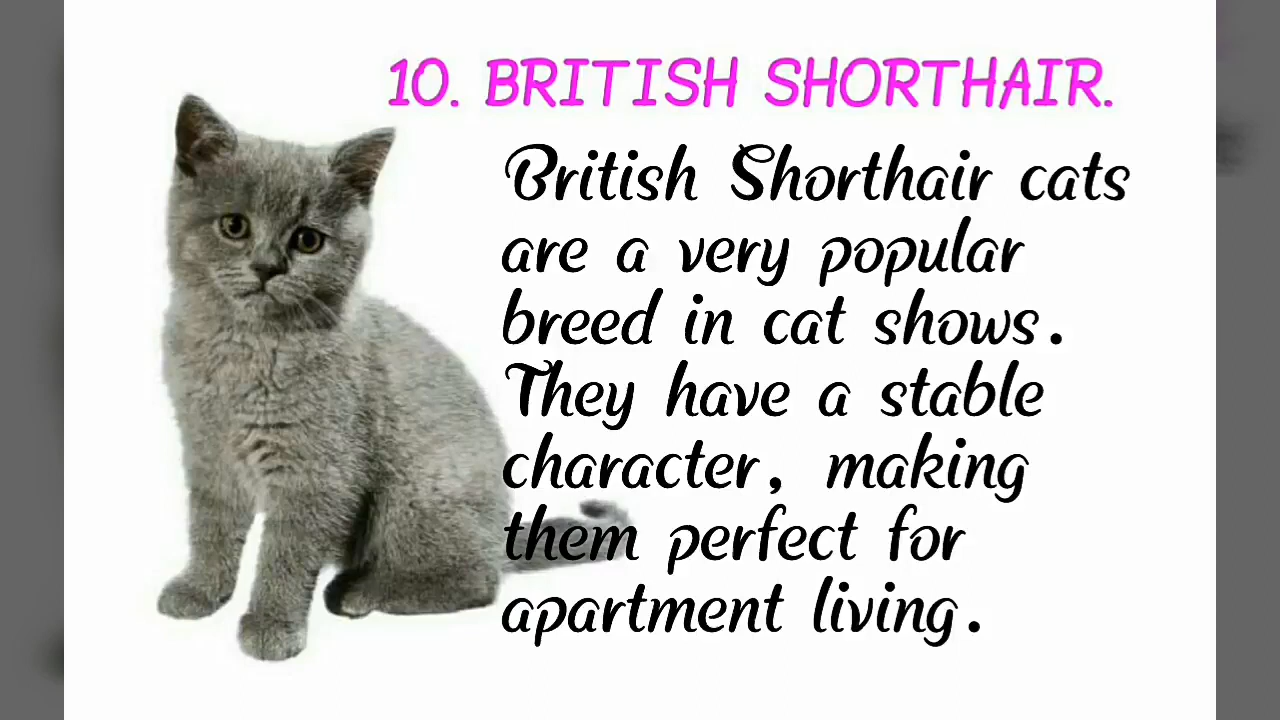 10. BRITISH SHORTHAIR.
British Shorthair cats
are a very popular
breed in cat shows.
They have a stable
character, making
them perfect for
apartment living.